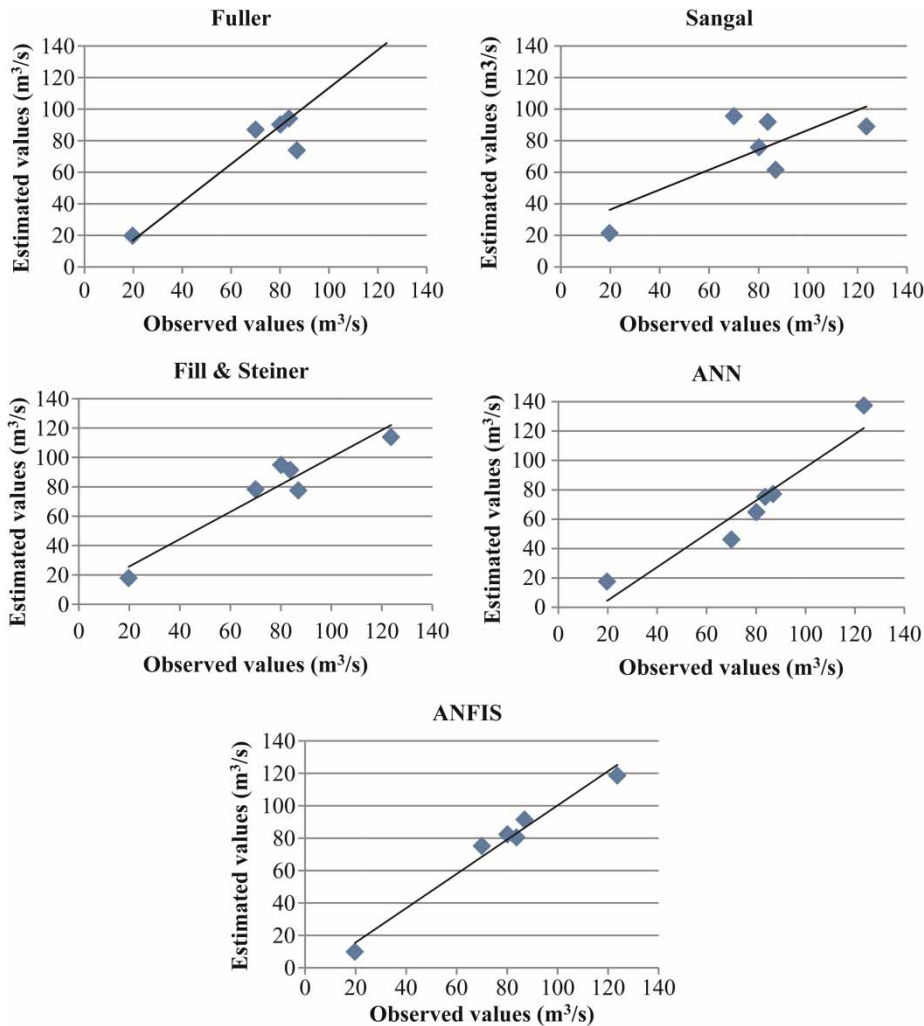 Fuller
Estimated values (m³/s)
140
120
100
80
60
40
20
0
0 20 40 60 80 100 120 140
Observed values (m³/s)
Sangal
Estimated values (m3/s)
140
120
100
80
60
40
20
0
0 20 40 60 80 100 120 140
Observed values (m³/s)
Fill & Steiner
Estimated values (m³/s)
140
120
100
80
60
40
20
0
0 20 40 60 80 100 120 140
Observed values (m³/s)
ANN
Estimated values (m³/s)
140
120
100
80
60
40
20
0
0 20 40 60 80 100 120 140
Observed values (m³/s)
ANFIS
Estimated values (m³/s)
140
120
100
80
60
40
20
0
0 20 40 60 80 100 120 140
Observed values (m³/s)